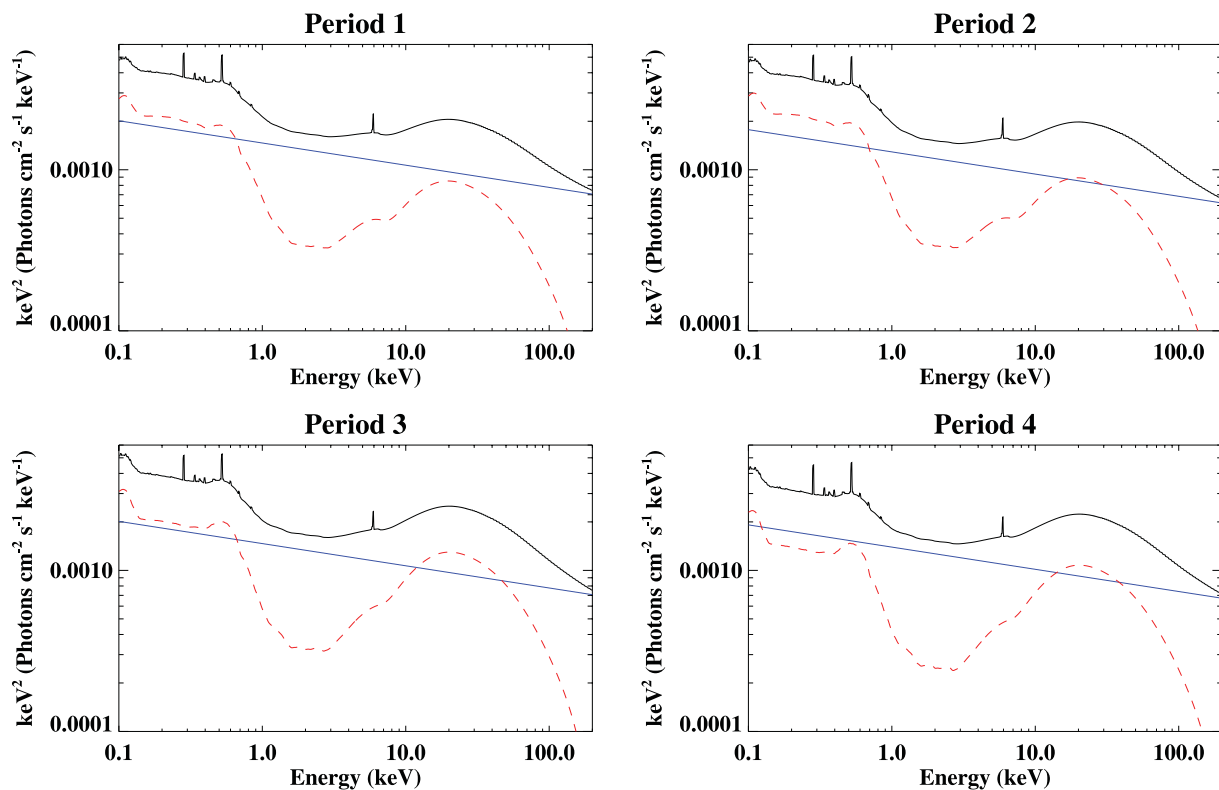 Period 1
keV² (Photons cm⁻² s⁻¹ keV⁻¹)
0.0010
0.0001
0.1 1.0 10.0 100.0
Energy (keV)
Period 2
keV² (Photons cm⁻² s⁻¹ keV⁻¹)
0.0010
0.0001
0.1 1.0 10.0 100.0
Energy (keV)
Period 3
keV² (Photons cm⁻² s⁻¹ keV⁻¹)
0.0010
0.0001
0.1 1.0 10.0 100.0
Energy (keV)
Period 4
keV² (Photons cm⁻² s⁻¹ keV⁻¹)
0.0010
0.0001
0.1 1.0 10.0 100.0
Energy (keV)